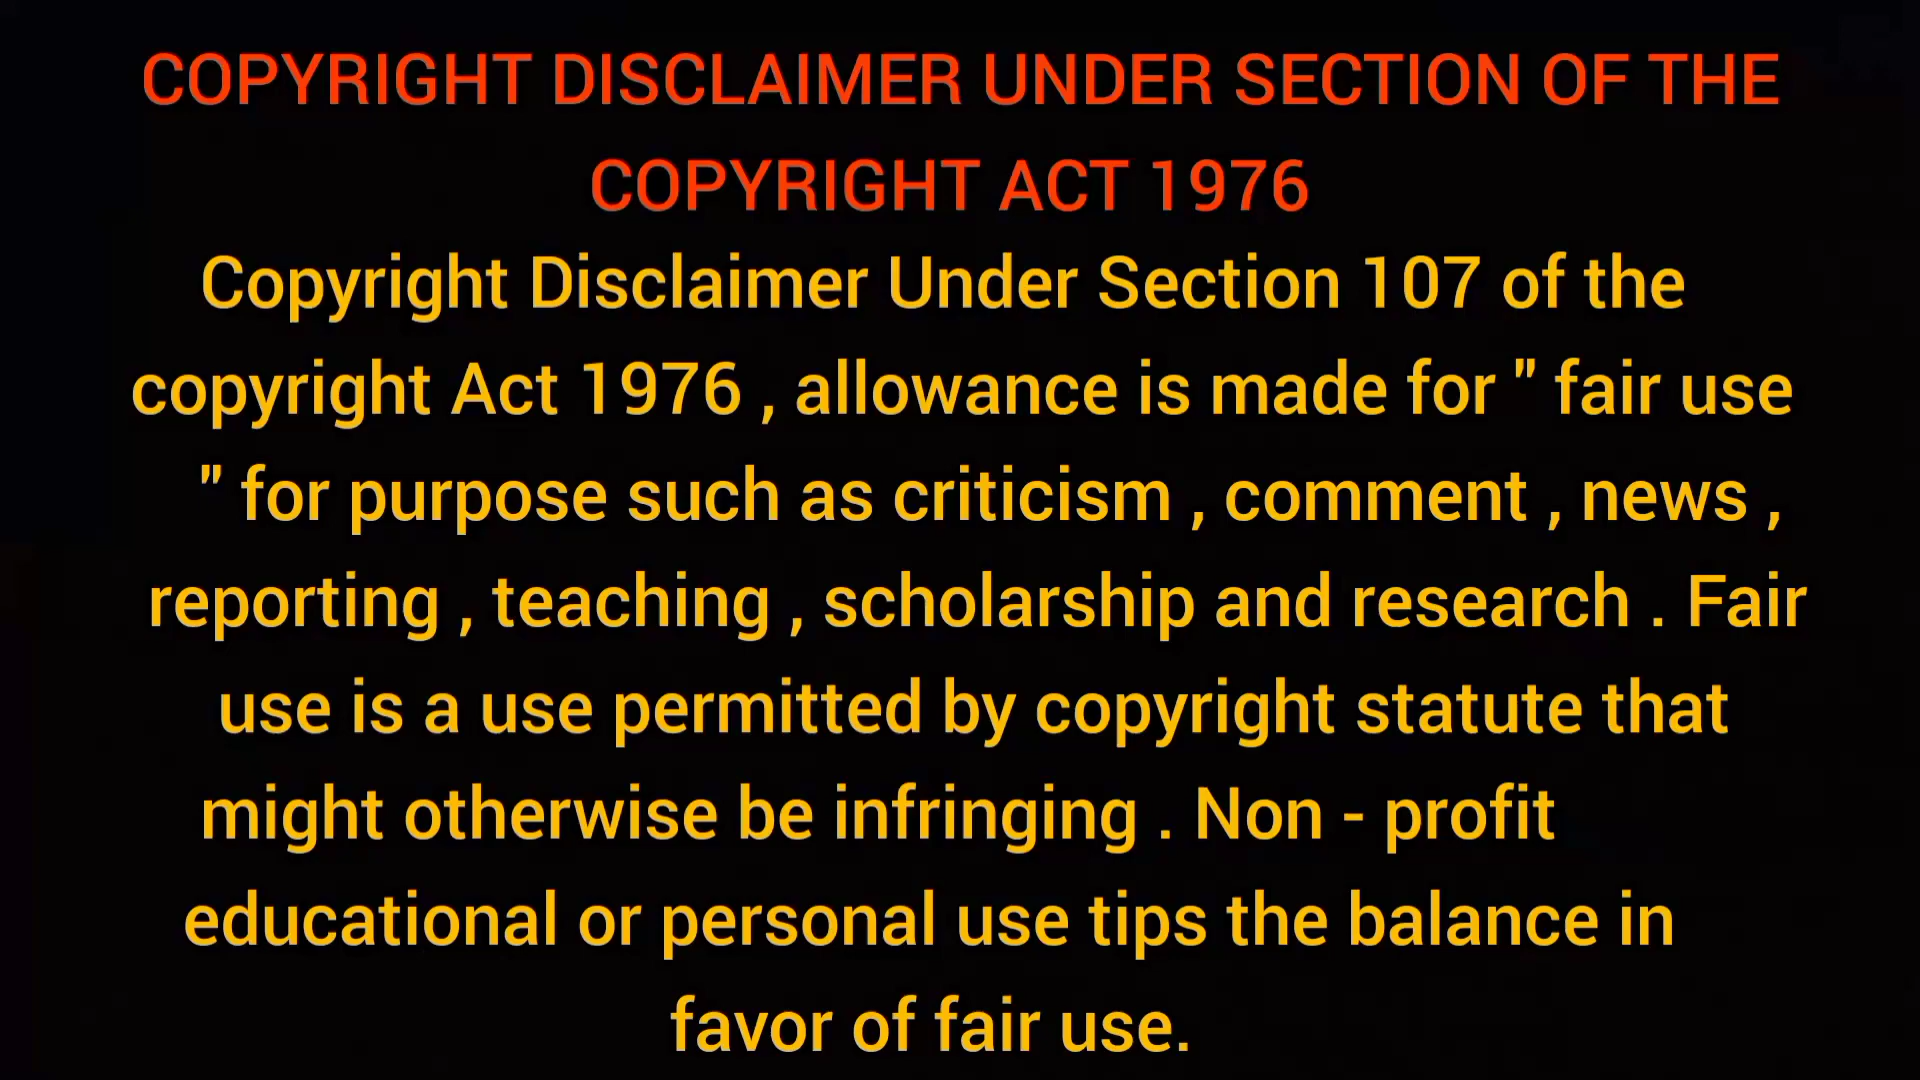 COPYRIGHT DISCLAIMER UNDER SECTION OF THE
COPYRIGHT ACT 1976
Copyright Disclaimer Under Section 107 of the
copyright Act 1976 , allowance is made for " fair use
" for purpose such as criticism , comment , news ,
reporting , teaching , scholarship and research . Fair
use is a use permitted by copyright statute that
might otherwise be infringing . Non - profit
educational or personal use tips the balance in
favor of fair use.